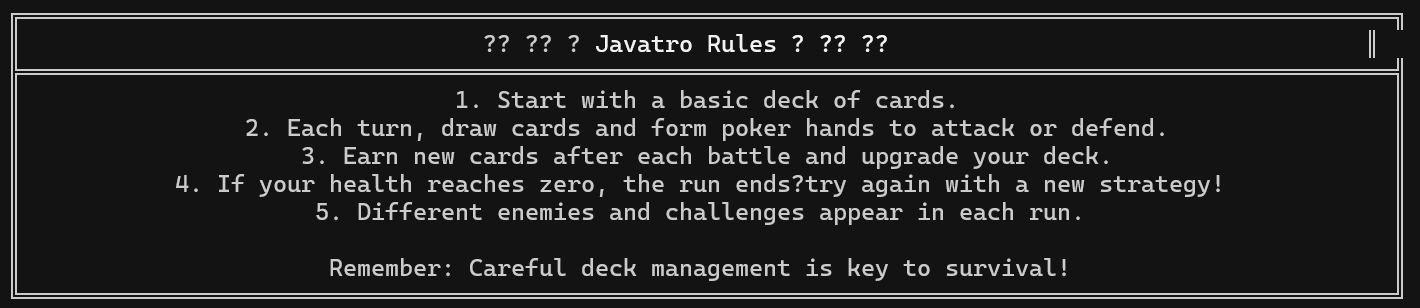 ?? ?? ? Javatro Rules ? ?? ??
1. Start with a basic deck of cards.
2. Each turn, draw cards and form poker hands to attack or defend.
3. Earn new cards after each battle and upgrade your deck.
4. If your health reaches zero, the run ends?try again with a new strategy!
5. Different enemies and challenges appear in each run.
Remember: Careful deck management is key to survival!